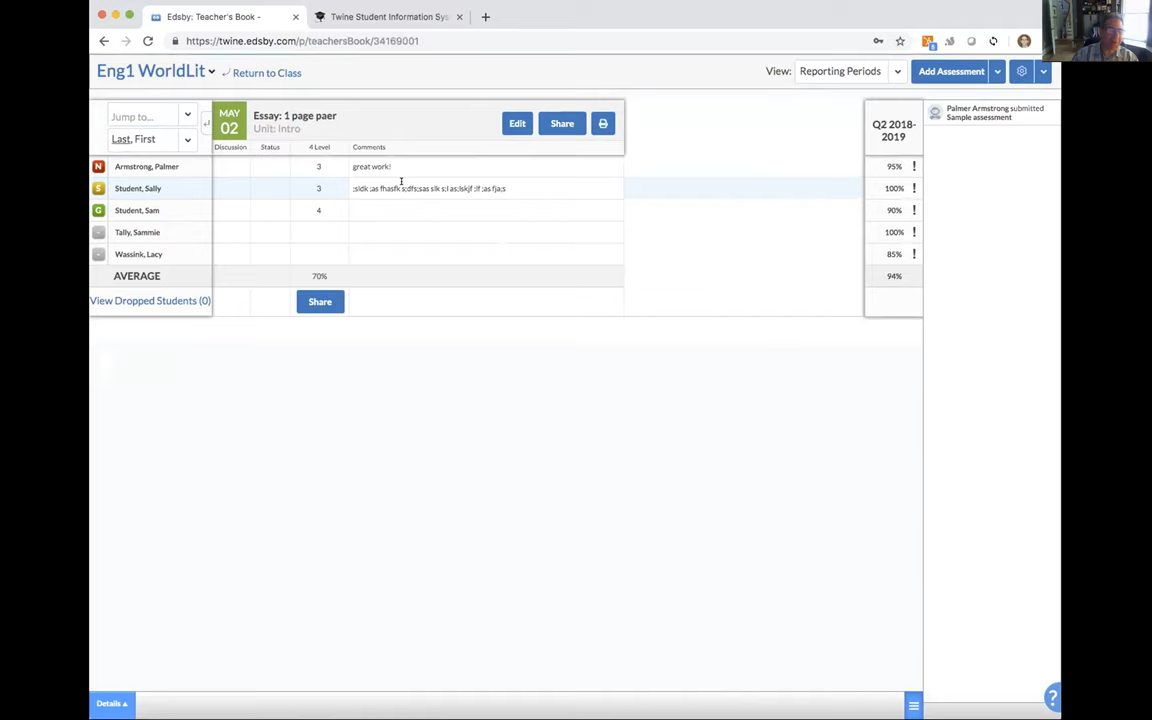 Edsby: Teacher's Book -
Twine Student Information Sys
https://twine.edsby.com/p/teachersBook/34169001
5
Eng1 WorldLit
Return to Class
View:
Reporting Periods
Add Assessment
Jump to...
Last, First
MAY
02
Essay: 1 page paer
Unit: Intro
Edit
Share
Discussion
Status
4 Level
Comments
Q2 2018-
2019
Palmer Armstrong submitted
Sample assessment
N Armstrong, Palmer 3 great work! 95%
S Student, Sally 3 ;sldk ;as fhasfk s;dfs;sas slk s;l as;lskjf ;lf ;as fja;s 100% !
G Student, Sam 4 90% !
- Tally, Sammie 100% !
- Wassink, Lacy 85% !
AVERAGE 70% 94%
View Dropped Students (0)
Share
Details
?